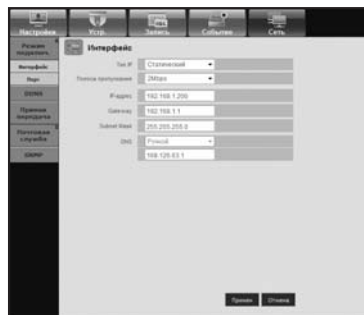 Настройки
Устр.
Запись
Событие
Сеть
Режим подключ.
Интерфейс
Порт
DDNS
Прямая передача
Почтовая служба
SNMP
Интерфейс
Тип IP Статический
Полоса пропускания 2Mbps
IP-адрес 192.168.1.200
Gateway 192.168.1.1
Subnet Mask 255.255.255.0
DNS Ручной
168.126.63.1
Примен Отмена